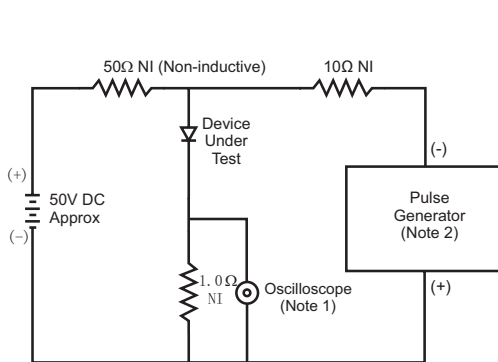 50Ω NI (Non-inductive)
10Ω NI
Device
Under
Test
(-)
(+)
50V DC
Approx
(−)
Pulse
Generator
(Note 2)
1.0Ω
NI
Oscilloscope
(Note 1)
(+)